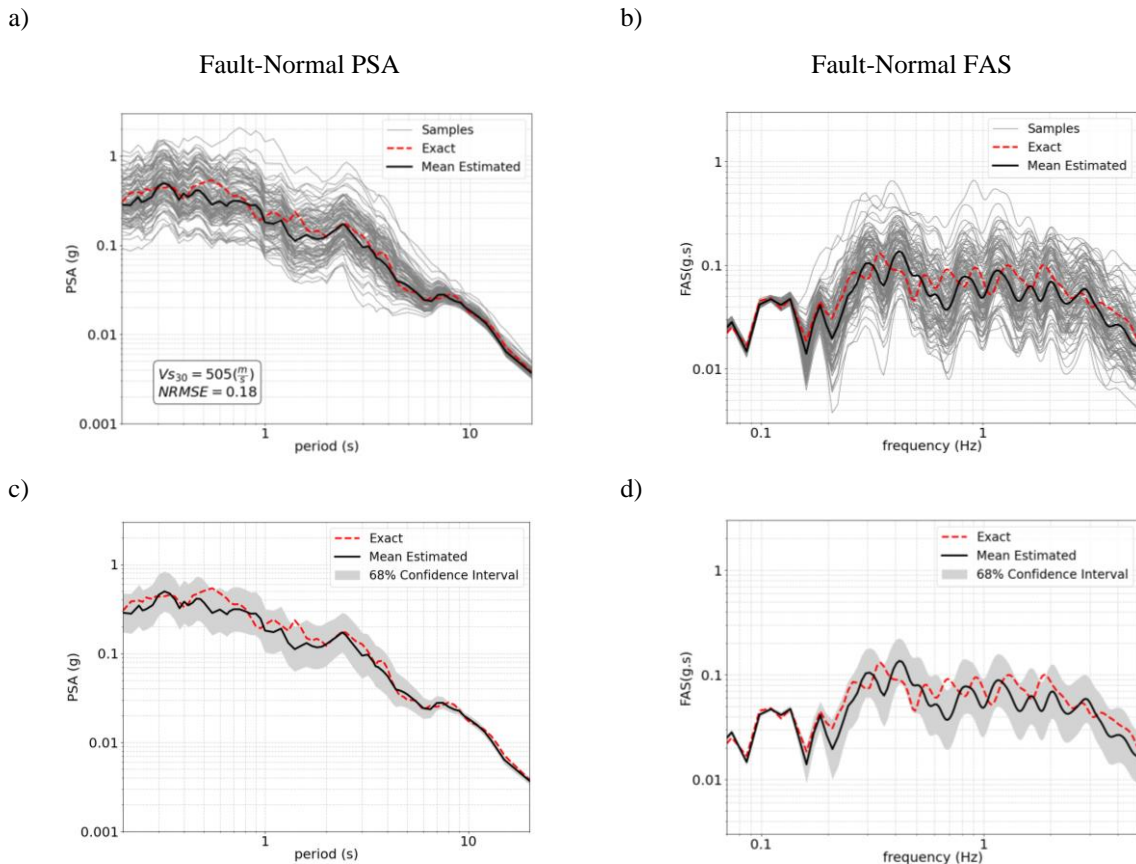 a)
Fault-Normal PSA
Samples
Exact
Mean Estimated
1
0.1
0.01
0.001
PSA (g)
Vs30 = 505(m/s)
NRMSE = 0.18
1
10
period (s)
b)
Fault-Normal FAS
Samples
Exact
Mean Estimated
1
0.1
0.01
FAS(g.s)
0.1
1
frequency (Hz)
c)
Exact
Mean Estimated
68% Confidence Interval
1
0.1
0.01
0.001
PSA (g)
1
10
period (s)
d)
Exact
Mean Estimated
68% Confidence Interval
1
0.1
0.01
FAS(g.s)
0.1
1
frequency (Hz)